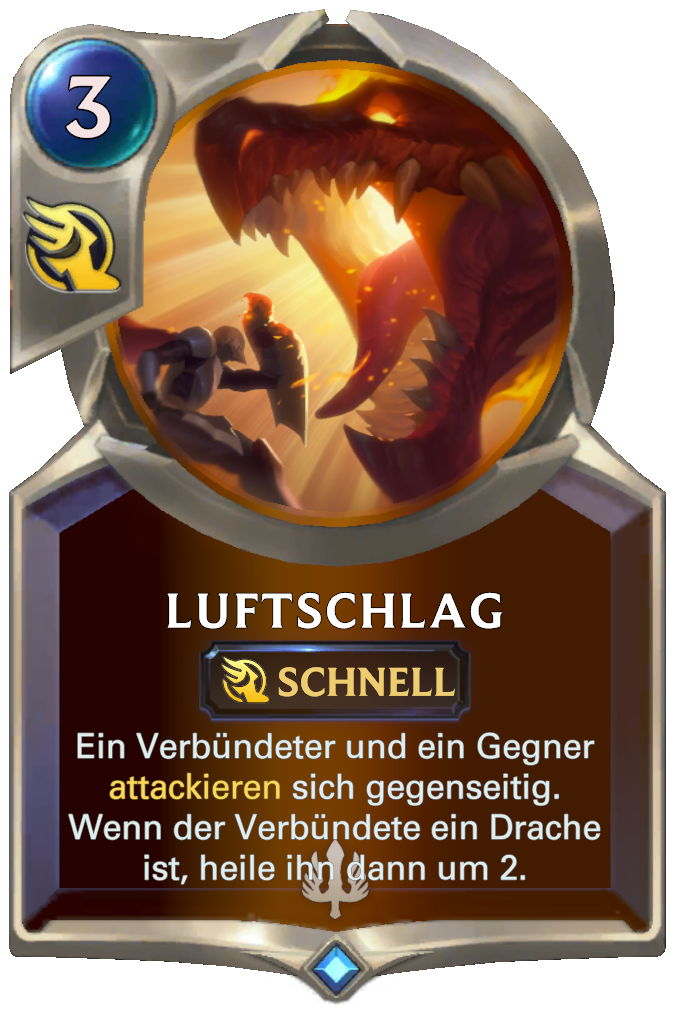 3
LUFTSCHLAG
SCHNELL
Ein Verbündeter und ein Gegner
attackieren sich gegenseitig.
Wenn der Verbündete ein Drache
ist, heile ihn dann um 2.